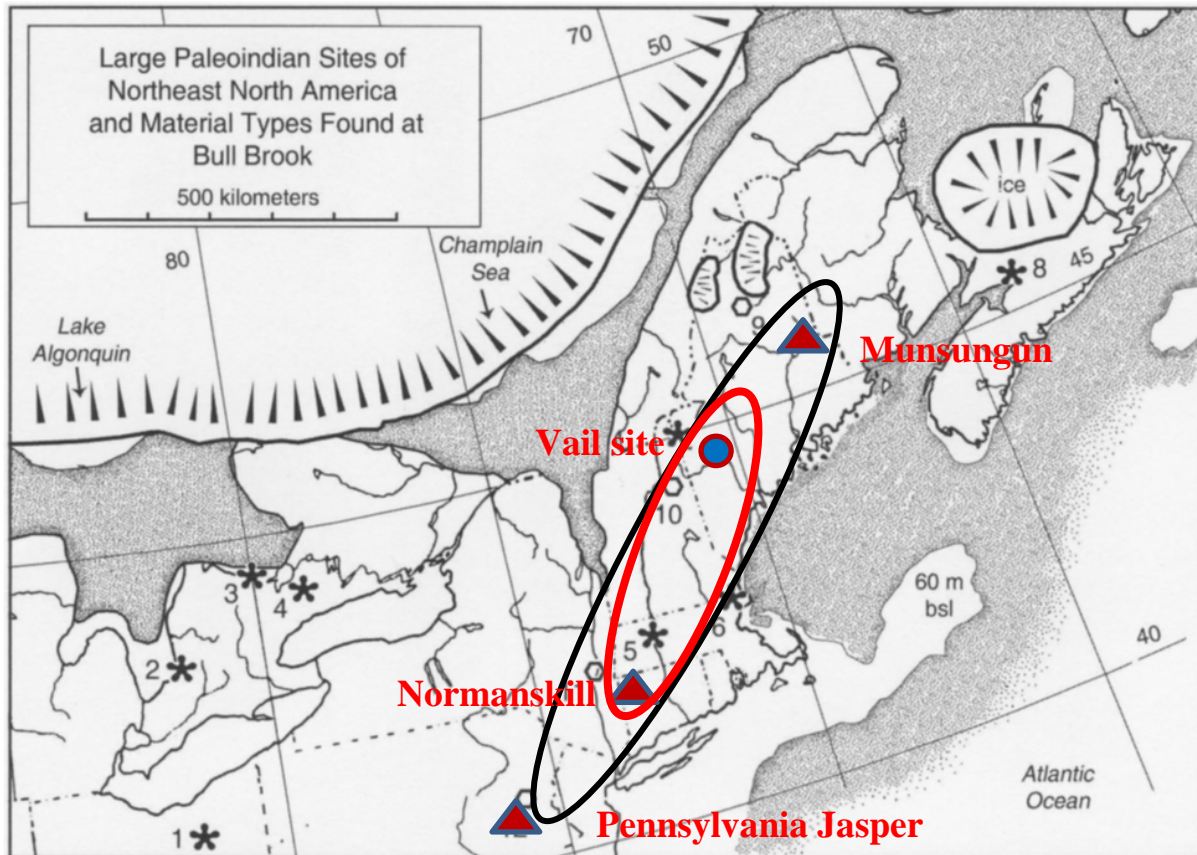 Large Paleoindian Sites of
Northeast North America
and Material Types Found at
Bull Brook
500 kilometers
70
50
ice
Champlain
Sea
80
8
45
Lake
Algonquin
9
Munsungun
Vail site
10
3
4
60 m
bsl
2
5
6
40
Normanskill
Atlantic
Ocean
Pennsylvania Jasper
1